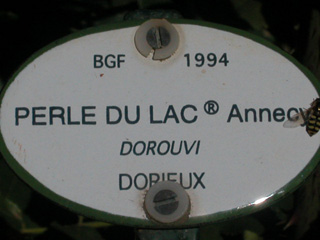 BGF 1994
PERLE DU LAC® Annecy
DOROUVI
DORIEUX